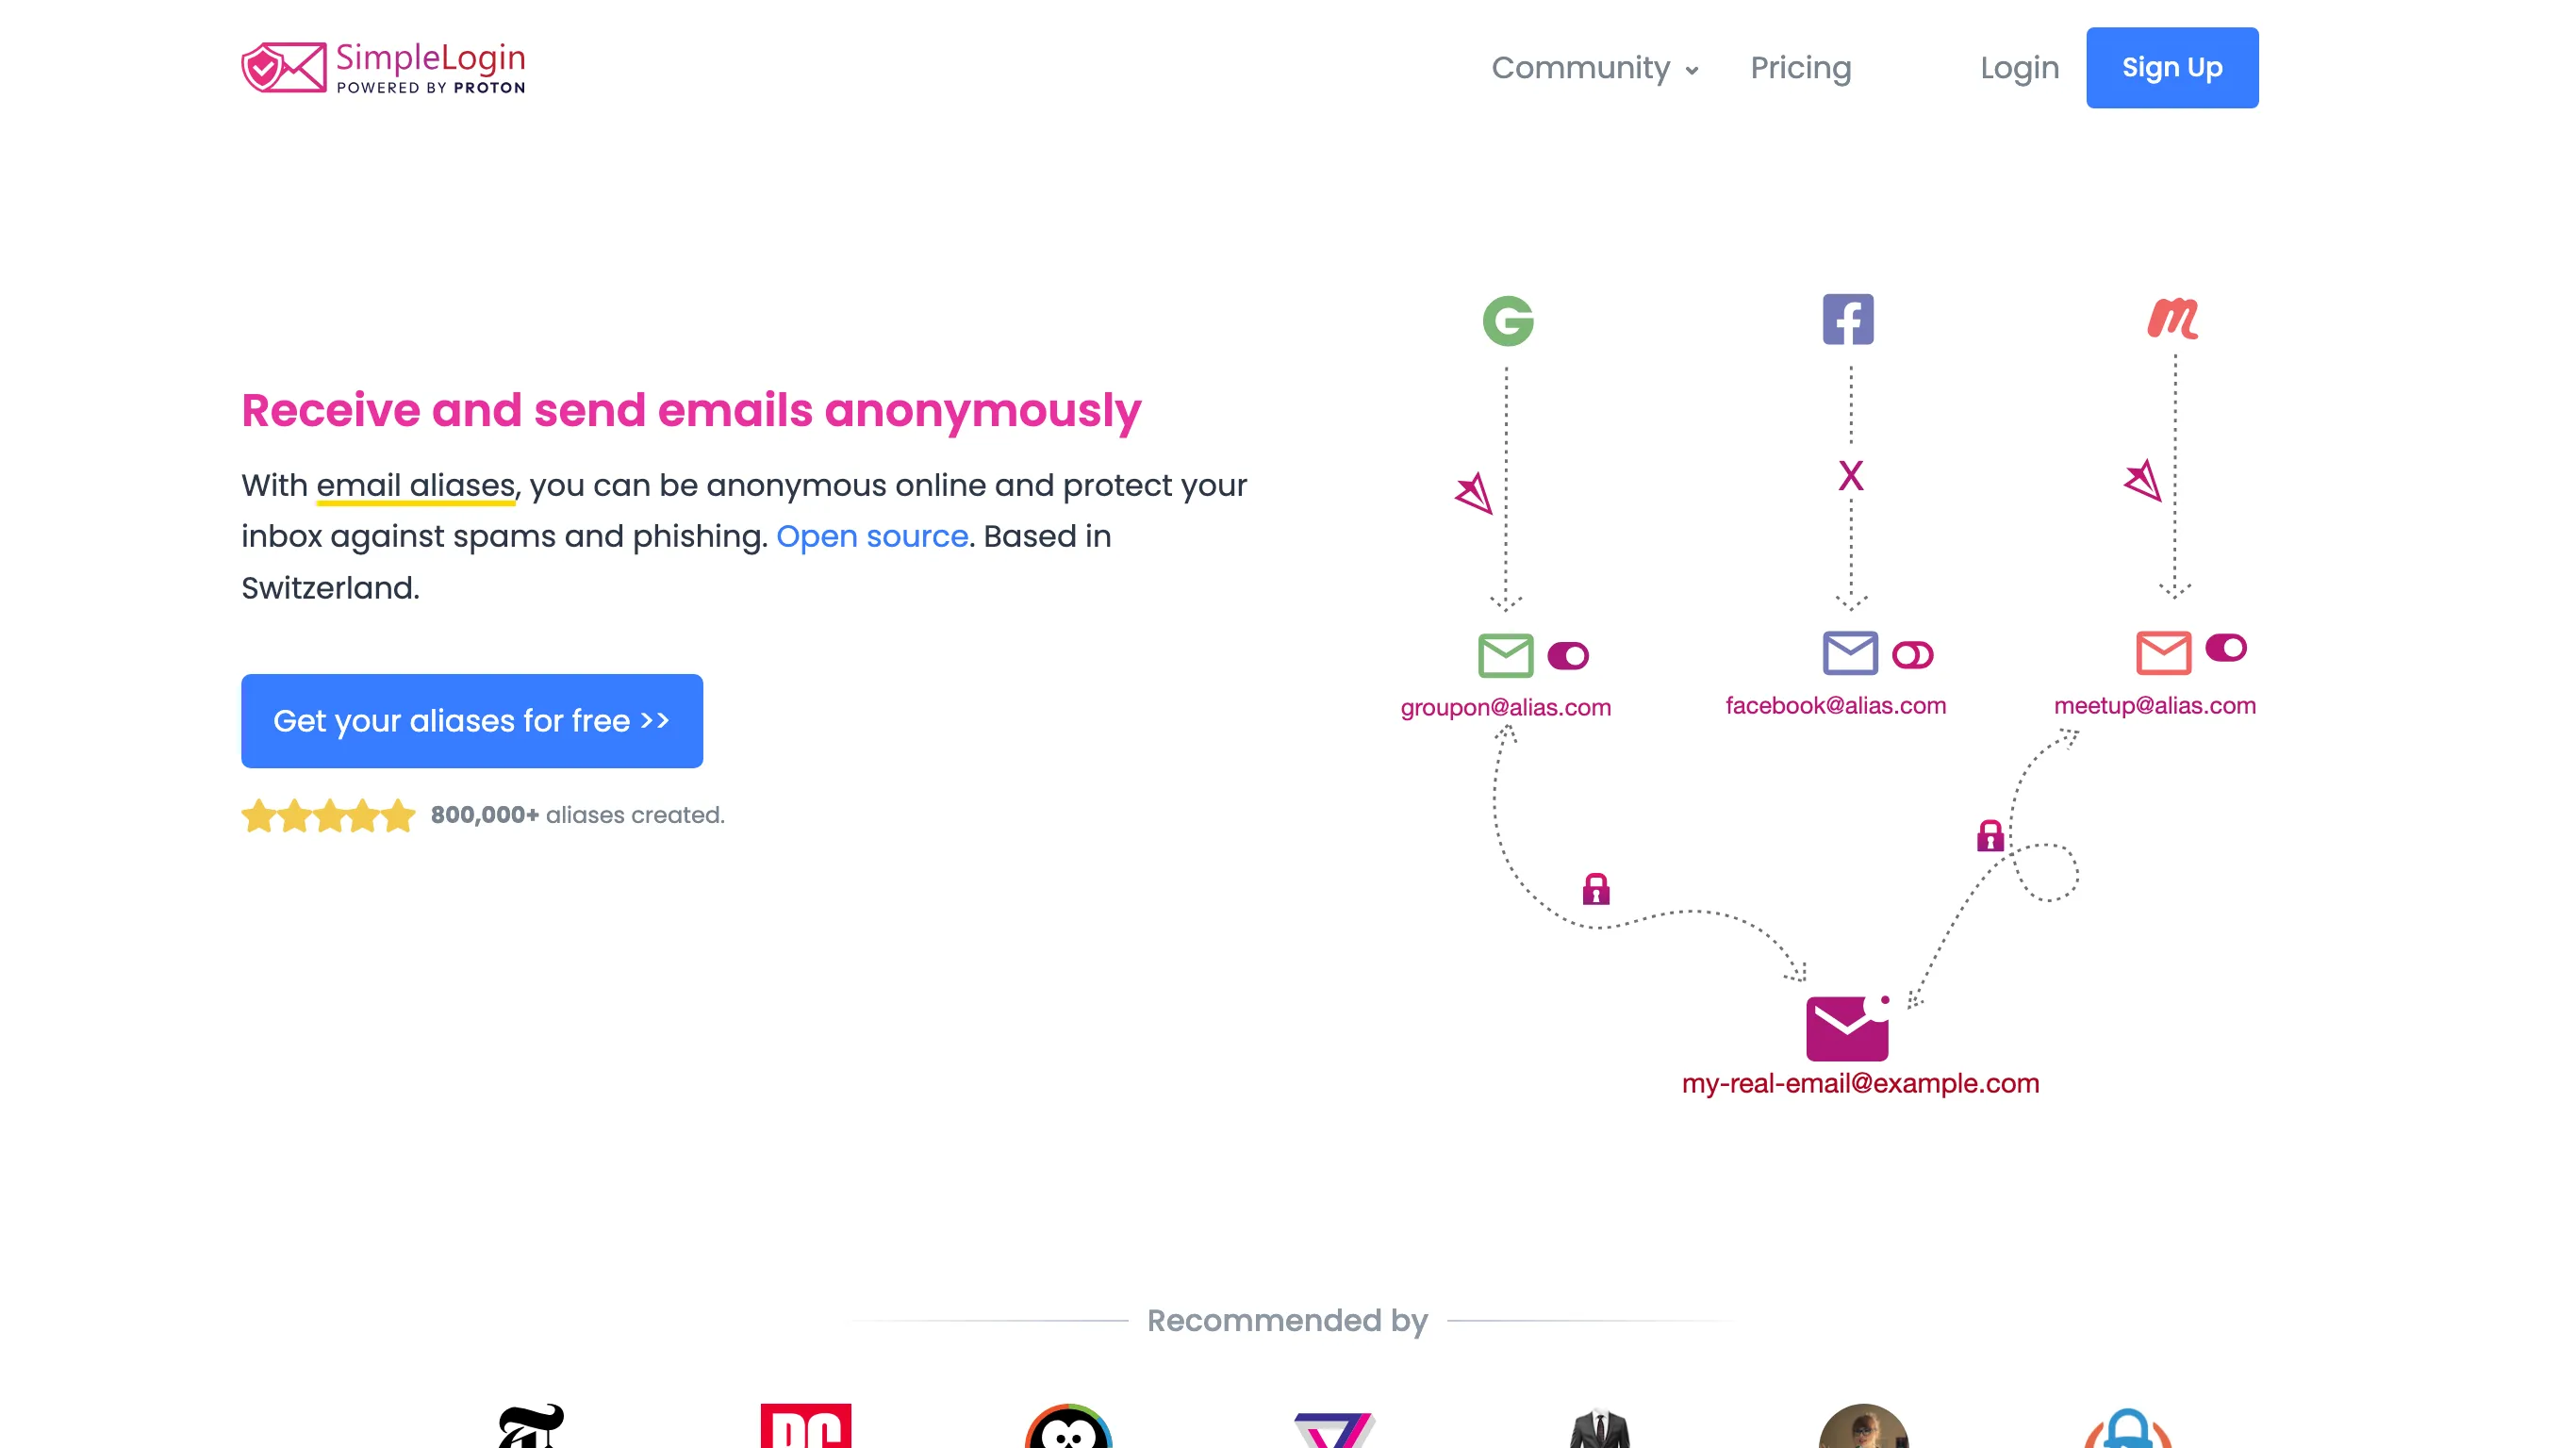 SimpleLogin
POWERED BY PROTON
Community
Pricing
Login
Sign Up
Receive and send emails anonymously
With email aliases, you can be anonymous online and protect your
inbox against spams and phishing. Open source. Based in
Switzerland.
Get your aliases for free >>
800,000+ aliases created.
X
groupon@alias.com
facebook@alias.com
meetup@alias.com
my-real-email@example.com
Recommended by